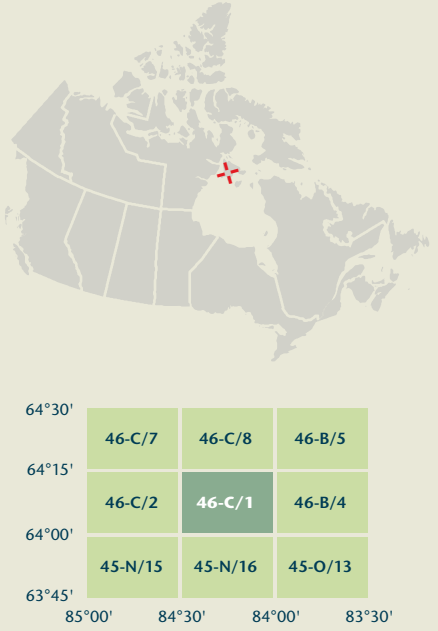 64°30'
46-C/7 46-C/8 46-B/5
64°15'
46-C/2 46-C/1 46-B/4
64°00'
45-N/15 45-N/16 45-O/13
63°45'
85°00' 84°30' 84°00' 83°30'